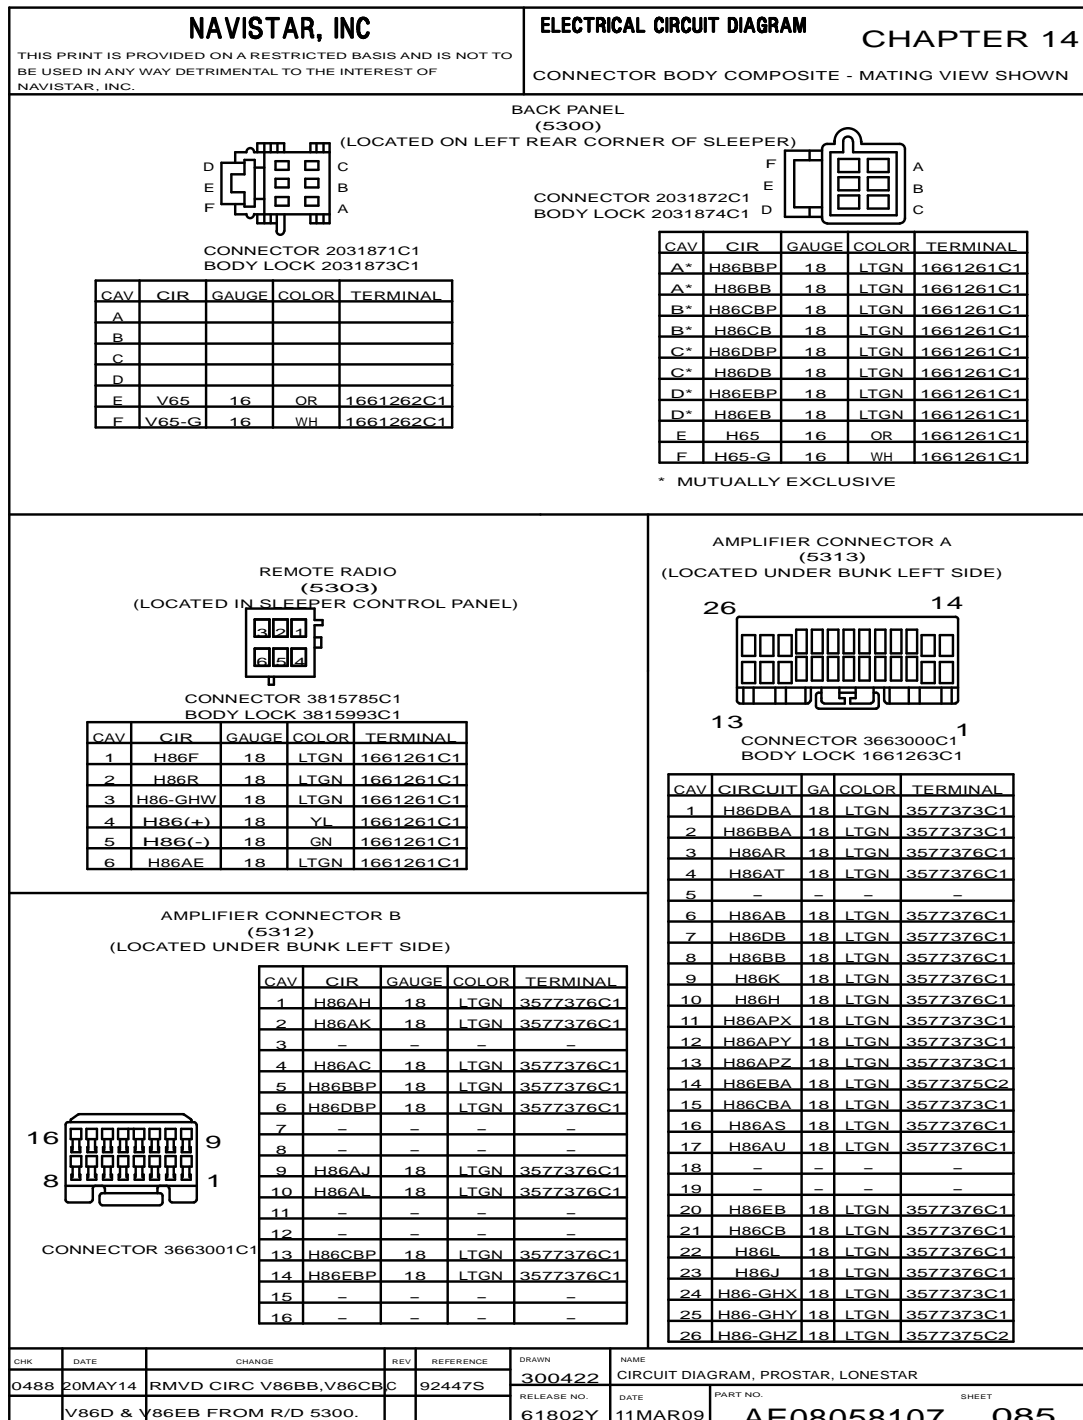 NAVISTAR, INC
THIS PRINT IS PROVIDED ON A RESTRICTED BASIS AND IS NOT TO
BE USED IN ANY WAY DETRIMENTAL TO THE INTEREST OF
NAVISTAR, INC.
ELECTRICAL CIRCUIT DIAGRAM
CHAPTER 14
CONNECTOR BODY COMPOSITE - MATING VIEW SHOWN
BACK PANEL
(5300)
(LOCATED ON LEFT REAR CORNER OF SLEEPER)
D C
E B
F A
CONNECTOR 2031871C1
BODY LOCK 2031873C1
CAV CIR GAUGE COLOR TERMINAL
A
B
C
D
E V65 16 OR 1661262C1
F V65-G 16 WH 1661262C1
F A
E B
D C
CONNECTOR 2031872C1
BODY LOCK 2031874C1
CAV CIR GAUGE COLOR TERMINAL
A* H86BBP 18 LTGN 1661261C1
A* H86BB 18 LTGN 1661261C1
B* H86CBP 18 LTGN 1661261C1
B* H86CB 18 LTGN 1661261C1
C* H86DBP 18 LTGN 1661261C1
C* H86DB 18 LTGN 1661261C1
D* H86EBP 18 LTGN 1661261C1
D* H86EB 18 LTGN 1661261C1
E H65 16 OR 1661261C1
F H65-G 16 WH 1661261C1
* MUTUALLY EXCLUSIVE
REMOTE RADIO
(5303)
(LOCATED IN SLEEPER CONTROL PANEL)
3 2 1
6 5 4
CONNECTOR 3815785C1
BODY LOCK 3815993C1
CAV CIR GAUGE COLOR TERMINAL
1 H86F 18 LTGN 1661261C1
2 H86R 18 LTGN 1661261C1
3 H86-GHW 18 LTGN 1661261C1
4 H86(+) 18 YL 1661261C1
5 H86(-) 18 GN 1661261C1
6 H86AE 18 LTGN 1661261C1
AMPLIFIER CONNECTOR A
(5313)
(LOCATED UNDER BUNK LEFT SIDE)
26 14
13 1
CONNECTOR 3663000C1
BODY LOCK 1661263C1
CAV CIRCUIT GA COLOR TERMINAL
1 H86DBA 18 LTGN 3577373C1
2 H86BBA 18 LTGN 3577373C1
3 H86AR 18 LTGN 3577376C1
4 H86AT 18 LTGN 3577376C1
5 – – – –
6 H86AB 18 LTGN 3577376C1
7 H86DB 18 LTGN 3577376C1
8 H86BB 18 LTGN 3577376C1
9 H86K 18 LTGN 3577376C1
10 H86H 18 LTGN 3577376C1
11 H86APX 18 LTGN 3577373C1
12 H86APY 18 LTGN 3577373C1
13 H86APZ 18 LTGN 3577373C1
14 H86EBA 18 LTGN 3577375C2
15 H86CBA 18 LTGN 3577373C1
16 H86AS 18 LTGN 3577376C1
17 H86AU 18 LTGN 3577376C1
18 – – – –
19 – – – –
20 H86EB 18 LTGN 3577376C1
21 H86CB 18 LTGN 3577376C1
22 H86L 18 LTGN 3577376C1
23 H86J 18 LTGN 3577376C1
24 H86-GHX 18 LTGN 3577373C1
25 H86-GHY 18 LTGN 3577373C1
26 H86-GHZ 18 LTGN 3577375C2
AMPLIFIER CONNECTOR B
(5312)
(LOCATED UNDER BUNK LEFT SIDE)
16 9
8 1
CONNECTOR 3663001C1
CAV CIR GAUGE COLOR TERMINAL
1 H86AH 18 LTGN 3577376C1
2 H86AK 18 LTGN 3577376C1
3 – – – –
4 H86AC 18 LTGN 3577376C1
5 H86BBP 18 LTGN 3577376C1
6 H86DBP 18 LTGN 3577376C1
7 – – – –
8 – – – –
9 H86AJ 18 LTGN 3577376C1
10 H86AL 18 LTGN 3577376C1
11 – – – –
12 – – – –
13 H86CBP 18 LTGN 3577376C1
14 H86EBP 18 LTGN 3577376C1
15 – – – –
16 – – – –
CHK DATE CHANGE REV REFERENCE
0488 20MAY14 RMVD CIRC V86BB,V86CB C 92447S
V86D & V86EB FROM R/D 5300.
DRAWN 300422
NAME CIRCUIT DIAGRAM, PROSTAR, LONESTAR
RELEASE NO. 61802Y
DATE 11MAR09
PART NO. AE08058107
SHEET 085